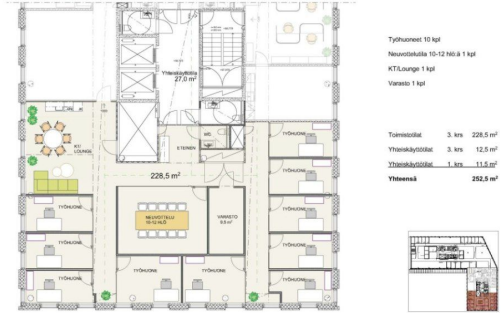 Työhuoneet 10 kpl
Neuvottelutila 10-12 hlö:ä 1 kpl
KT/Lounge 1 kpl
Varasto 1 kpl
Toimistotilat 3. krs 228,5 m²
Yhteiskäyttötilat 3. krs 12,5 m²
Yhteiskäyttötilat 1. krs 11,5 m²
Yhteensä 252,5 m²
Yhteiskäyttötila
27,0 m²
KT/
LOUNGE
ETEINEN
WC
TYÖHUONE
TYÖHUONE
228,5 m²
TYÖHUONE
TYÖHUONE
NEUVOTTELU
10-12 HLÖ
VARASTO
TYÖHUONE
TYÖHUONE
TYÖHUONE
TYÖHUONE
TYÖHUONE
TYÖHUONE